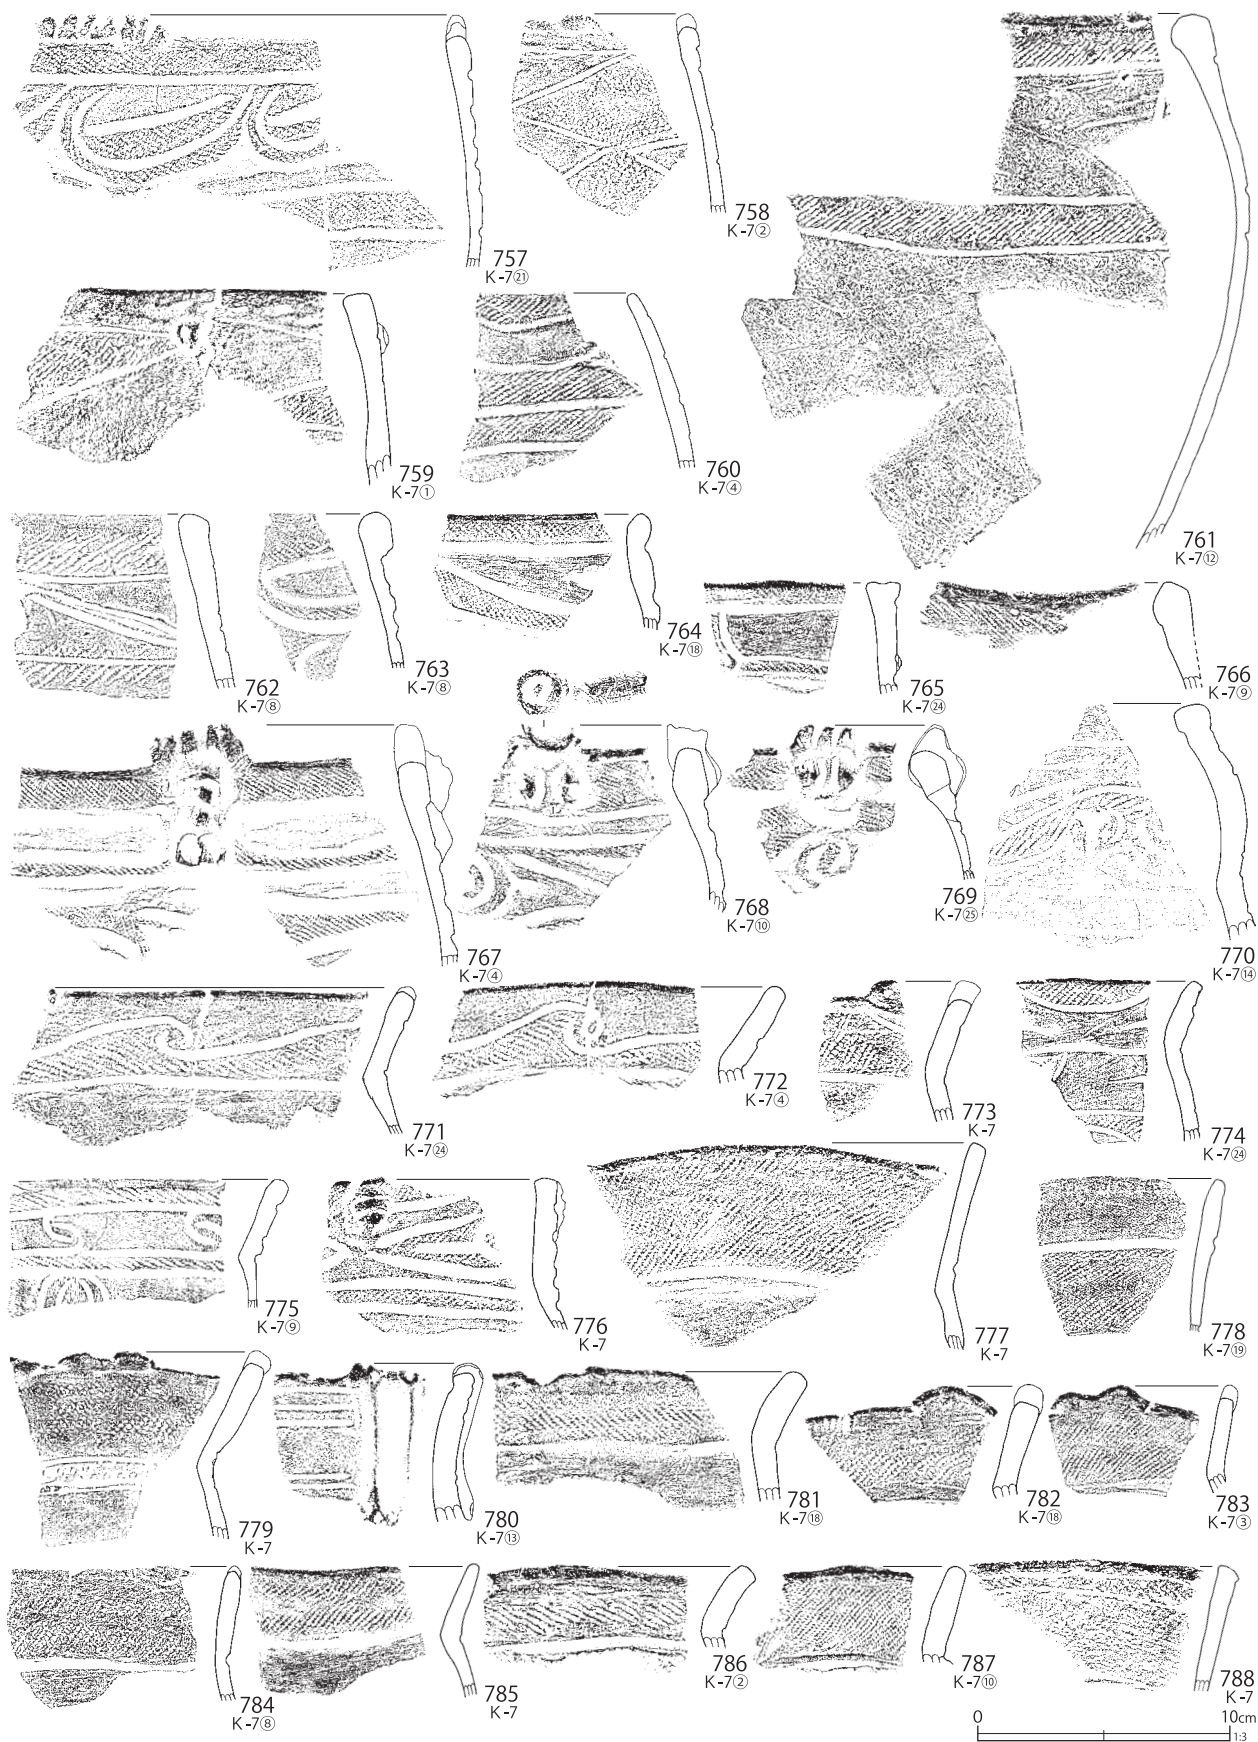 757
K-7㉑
758
K-7②
759
K-7①
760
K-7④
761
K-7⑫
762
K-7⑧
763
K-7⑧
764
K-7⑱
765
K-7㉔
766
K-7⑨
767
K-7④
768
K-7⑩
769
K-7㉕
770
K-7⑭
771
K-7㉔
772
K-7④
773
K-7
774
K-7㉔
775
K-7⑨
776
K-7
777
K-7
778
K-7⑲
779
K-7
780
K-7⑬
781
K-7⑱
782
K-7⑱
783
K-7③
784
K-7⑧
785
K-7
786
K-7②
787
K-7⑩
788
K-7
0 10cm
1:3